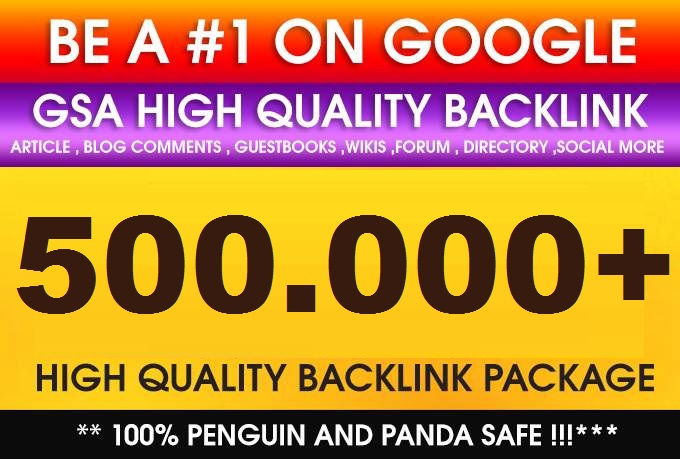 BE A #1 ON GOOGLE
GSA HIGH QUALITY BACKLINK
ARTICLE , BLOG COMMENTS , GUESTBOOKS ,WIKIS ,FORUM , DIRECTORY ,SOCIAL MORE
500.000+
HIGH QUALITY BACKLINK PACKAGE
** 100% PENGUIN AND PANDA SAFE !!!***